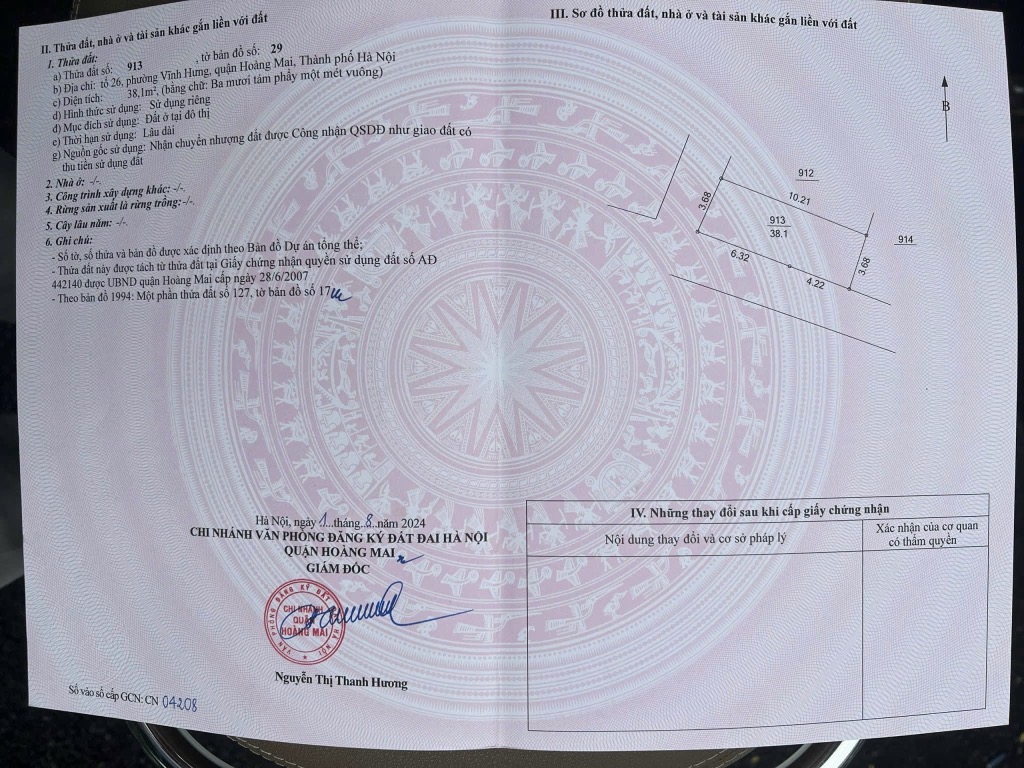 II. Thửa đất, nhà ở và tài sản khác gắn liền với đất
1. Thửa đất:
a) Thửa đất số: 913 , tờ bản đồ số: 29
b) Địa chỉ: tổ 26, phường Vĩnh Hưng, quận Hoàng Mai, Thành phố Hà Nội
c) Diện tích: 38,1m², (bằng chữ: Ba mươi tám phẩy một mét vuông)
d) Hình thức sử dụng: Sử dụng riêng
đ) Mục đích sử dụng: Đất ở tại đô thị
e) Thời hạn sử dụng: Lâu dài
g) Nguồn gốc sử dụng: Nhận chuyển nhượng đất được Công nhận QSDĐ như giao đất có
thu tiền sử dụng đất
2. Nhà ở: -/-.
3. Công trình xây dựng khác: -/-.
4. Rừng sản xuất là rừng trồng:-/-.
5. Cây lâu năm: -/-.
6. Ghi chú:
- Số tờ, số thửa và bản đồ được xác định theo Bản đồ Dự án tổng thể;
- Thửa đất này được tách từ thửa đất tại Giấy chứng nhận quyền sử dụng đất số AĐ
442140 được UBND quận Hoàng Mai cấp ngày 28/6/2007
- Theo bản đồ 1994: Một phần thửa đất số 127, tờ bản đồ số 17
Hà Nội, ngày 1 tháng 8 năm 2024
CHI NHÁNH VĂN PHÒNG ĐĂNG KÝ ĐẤT ĐAI HÀ NỘI
QUẬN HOÀNG MAI
GIÁM ĐỐC
VĂN PHÒNG ĐĂNG KÝ ĐẤT HÀ NỘI
CHI NHÁNH
QUẬN
HOÀNG MAI
Nguyễn Thị Thanh Hương
Số vào sổ cấp GCN: CN 04208
III. Sơ đồ thửa đất, nhà ở và tài sản khác gắn liền với đất
B
912
10.21
3.68
913
38.1
914
6.32
3.68
4.22
IV. Những thay đổi sau khi cấp giấy chứng nhận
Nội dung thay đổi và cơ sở pháp lý
Xác nhận của cơ quan
có thẩm quyền